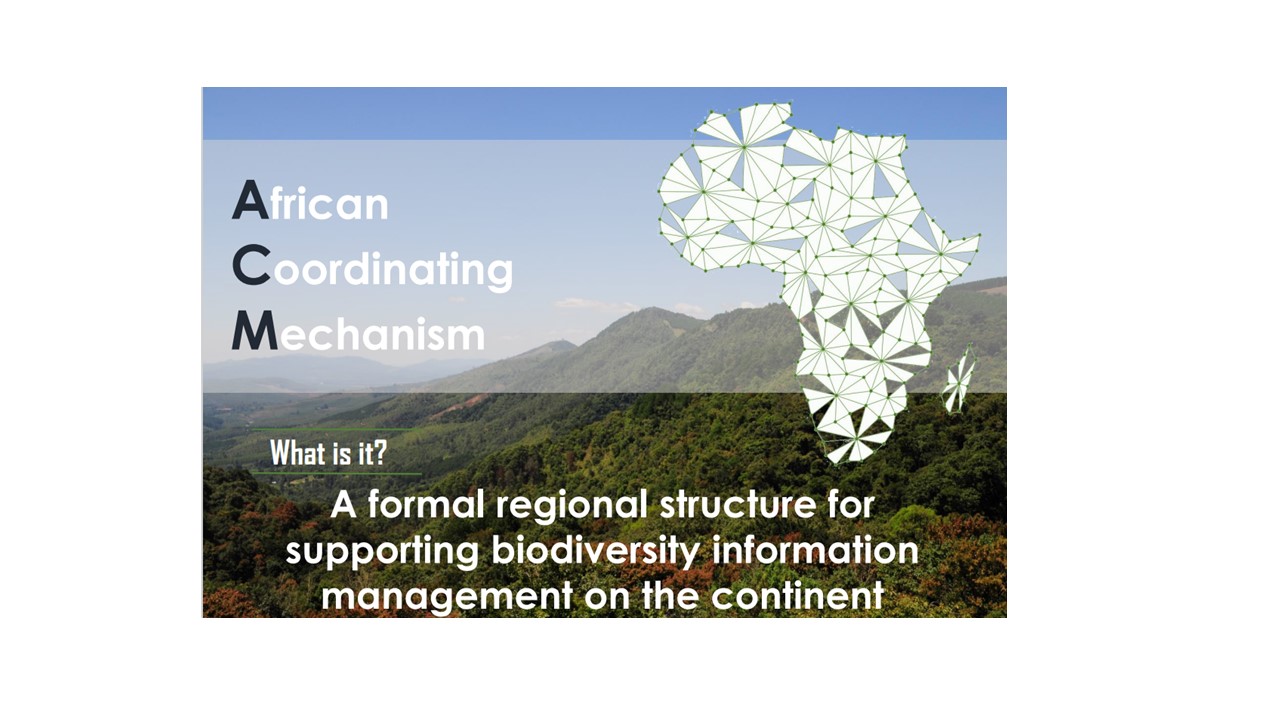 African
Coordinating
Mechanism
What is it?
A formal regional structure for
supporting biodiversity information
management on the continent